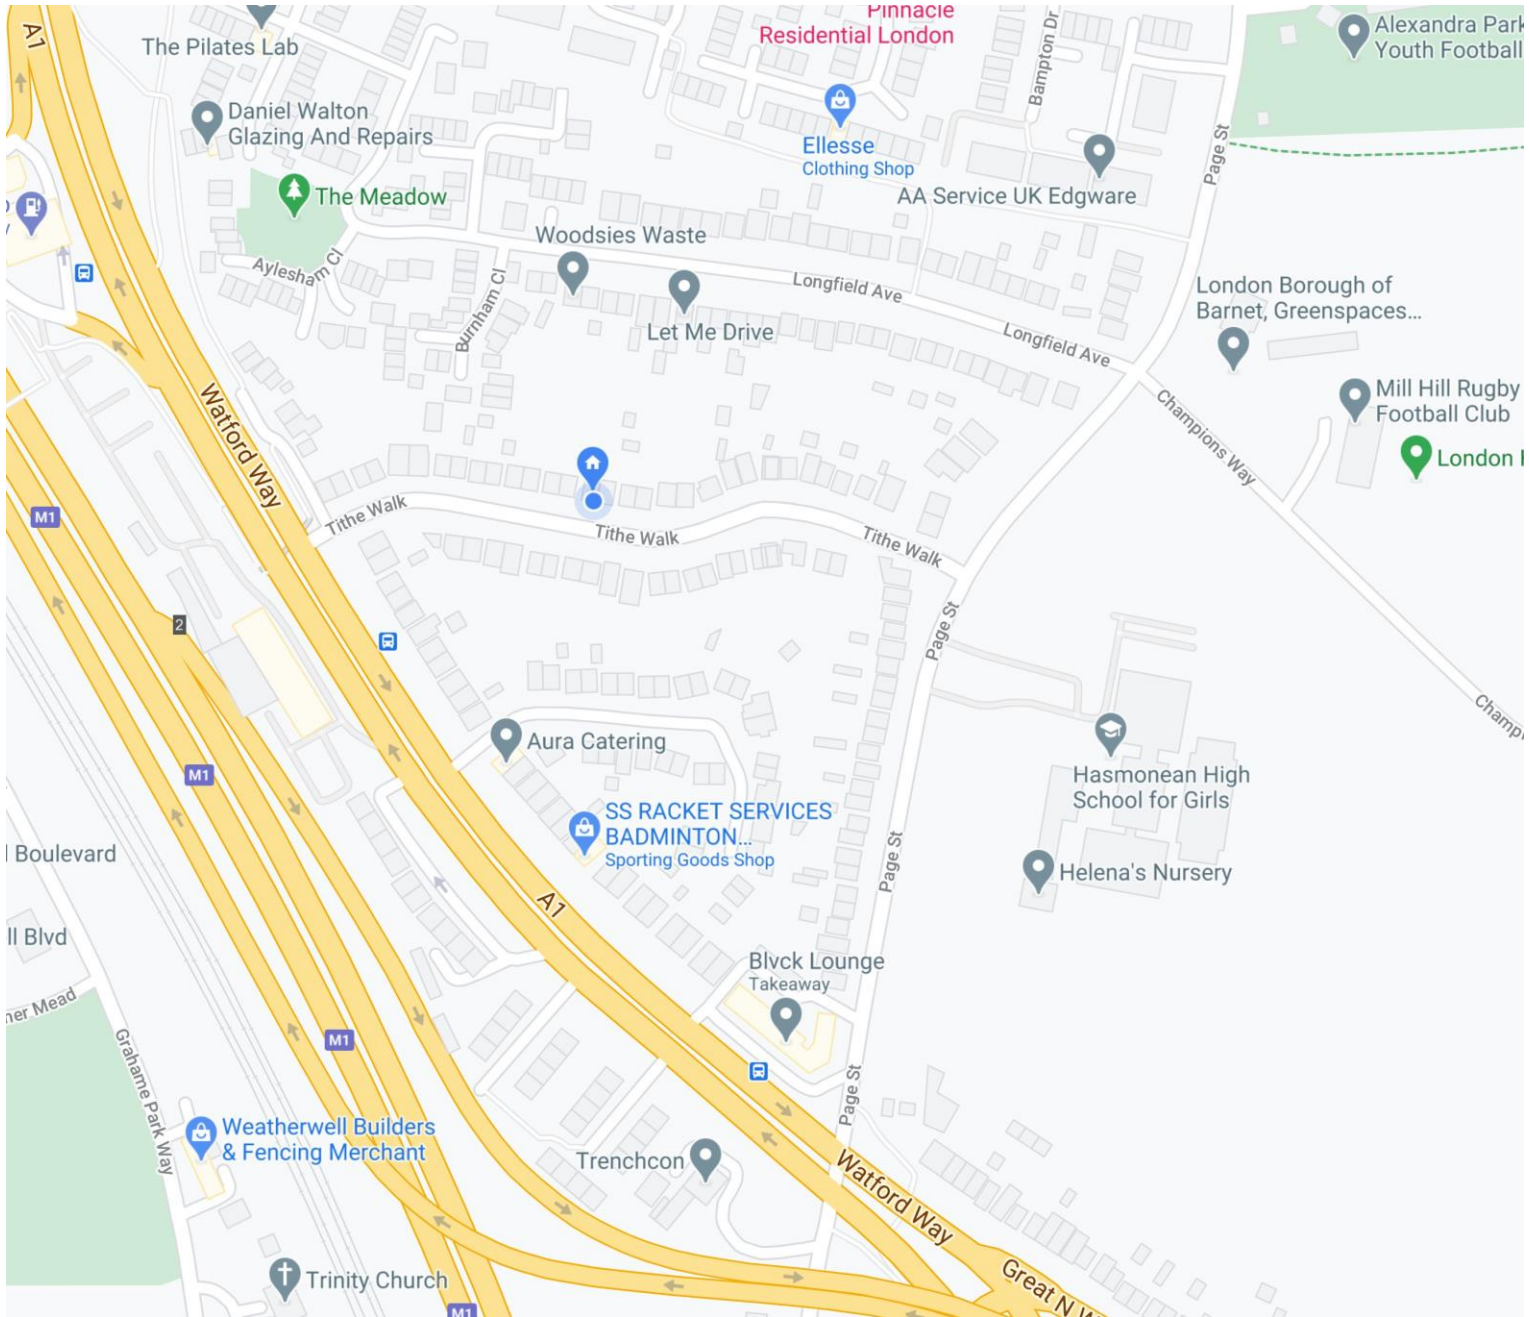 A1
The Pilates Lab
Pinnacle
Residential London
Bampton Dr
Alexandra Park
Youth Football
Daniel Walton
Glazing And Repairs
Ellesse
Clothing Shop
Page St
AA Service UK Edgware
The Meadow
Woodsies Waste
Aylesham Cl
Burnham Cl
Longfield Ave
London Borough of
Barnet, Greenspaces...
Let Me Drive
Longfield Ave
Mill Hill Rugby
Football Club
Champions Way
London
Watford Way
M1
Tithe Walk
Tithe Walk
Tithe Walk
2
Page St
Champ
Aura Catering
M1
Hasmonean High
School for Girls
SS RACKET SERVICES
BADMINTON...
Sporting Goods Shop
Boulevard
Page St
Helena's Nursery
A1
ll Blvd
Blvck Lounge
Takeaway
ner Mead
M1
Grahame Park Way
Page St
Weatherwell Builders
& Fencing Merchant
Trenchcon
Watford Way
Trinity Church
Great N W
M1